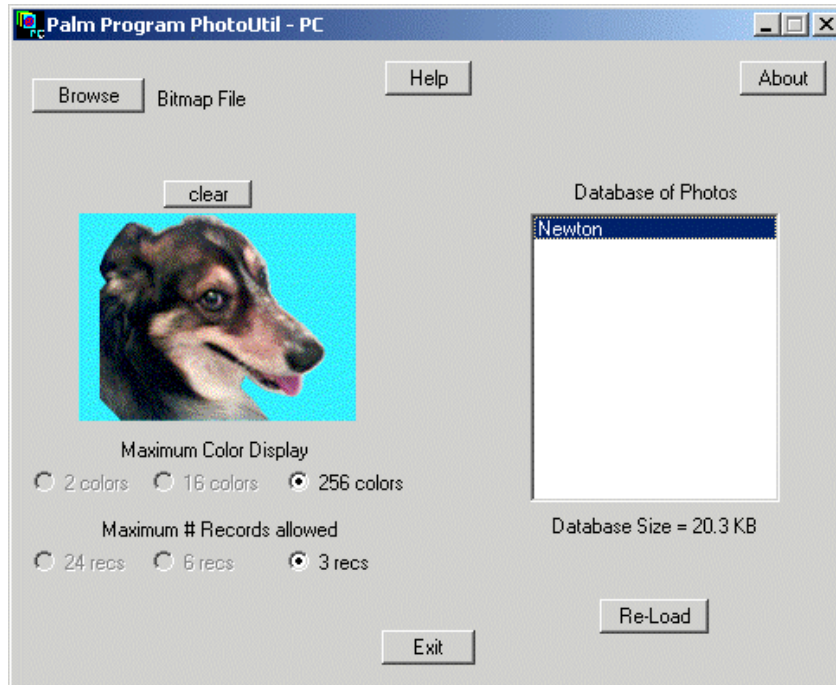 Palm Program PhotoUtil - PC
Help
About
Browse
Bitmap File
clear
Database of Photos
Newton
Maximum Color Display
2 colors 16 colors 256 colors
Maximum # Records allowed
24 recs 6 recs 3 recs
Database Size = 20.3 KB
Re-Load
Exit